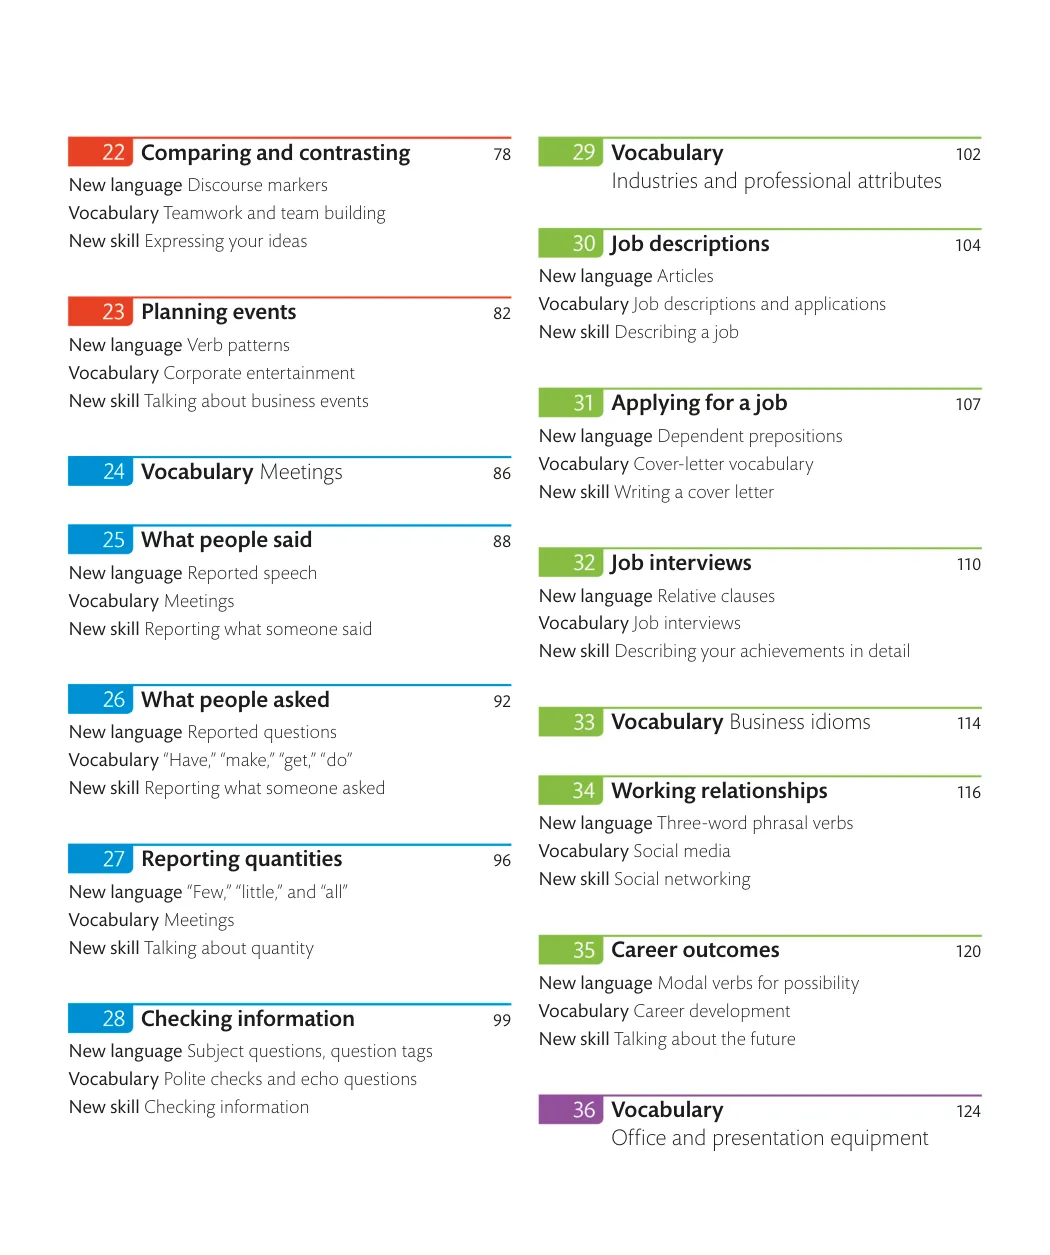 22 Comparing and contrasting 78
New language Discourse markers
Vocabulary Teamwork and team building
New skill Expressing your ideas
23 Planning events 82
New language Verb patterns
Vocabulary Corporate entertainment
New skill Talking about business events
24 Vocabulary Meetings 86
25 What people said 88
New language Reported speech
Vocabulary Meetings
New skill Reporting what someone said
26 What people asked 92
New language Reported questions
Vocabulary “Have,” “make,” “get,” “do”
New skill Reporting what someone asked
27 Reporting quantities 96
New language “Few,” “little,” and “all”
Vocabulary Meetings
New skill Talking about quantity
28 Checking information 99
New language Subject questions, question tags
Vocabulary Polite checks and echo questions
New skill Checking information
29 Vocabulary 102
Industries and professional attributes
30 Job descriptions 104
New language Articles
Vocabulary Job descriptions and applications
New skill Describing a job
31 Applying for a job 107
New language Dependent prepositions
Vocabulary Cover-letter vocabulary
New skill Writing a cover letter
32 Job interviews 110
New language Relative clauses
Vocabulary Job interviews
New skill Describing your achievements in detail
33 Vocabulary Business idioms 114
34 Working relationships 116
New language Three-word phrasal verbs
Vocabulary Social media
New skill Social networking
35 Career outcomes 120
New language Modal verbs for possibility
Vocabulary Career development
New skill Talking about the future
36 Vocabulary 124
Office and presentation equipment